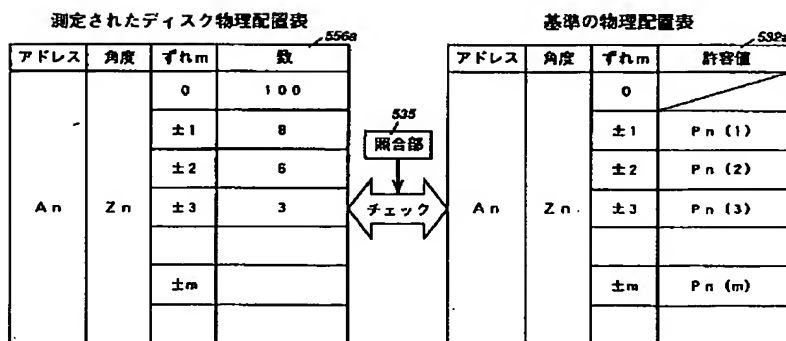 測定されたディスク物理配置表
556a
アドレス 角度 ずれm 数
An Zn
0 100
±1 8
±2 6
±3 3
±m
535
照合部
チェック
基準の物理配置表
532a
アドレス 角度 ずれm 許容値
An Zn
0
±1 Pn (1)
±2 Pn (2)
±3 Pn (3)
±m Pn (m)